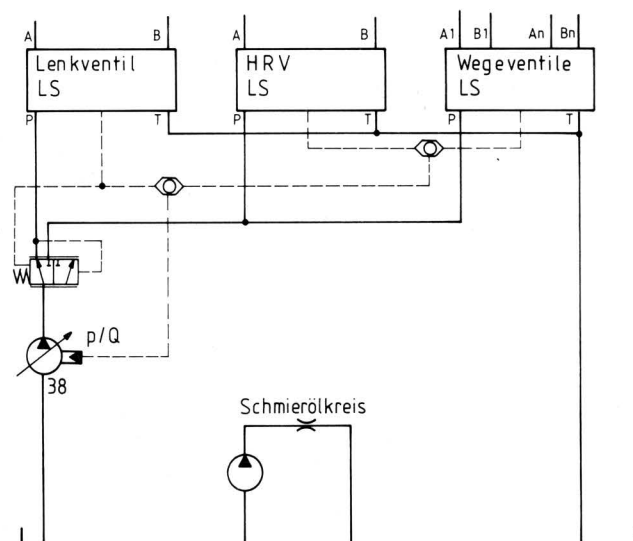 A B A B A1 B1 An Bn
Lenkventil HRV Wegeventile
LS LS LS
P T P T P T
p/Q
38
Schmierölkreis